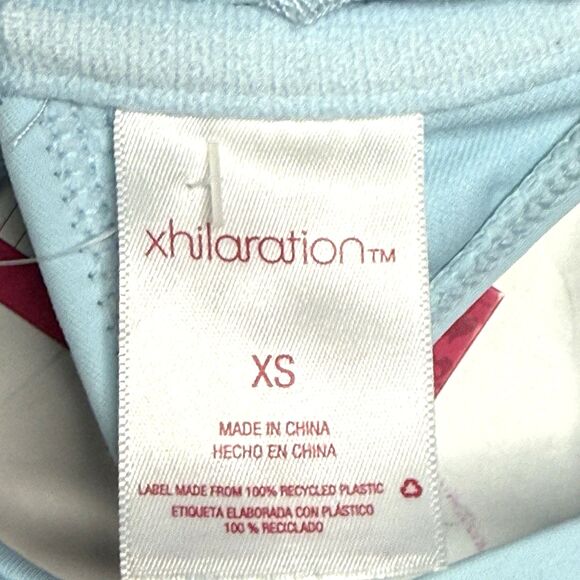 xhilaration™
XS
MADE IN CHINA
HECHO EN CHINA
LABEL MADE FROM 100% RECYCLED PLASTIC
ETIQUETA ELABORADA CON PLÁSTICO
100 % RECICLADO